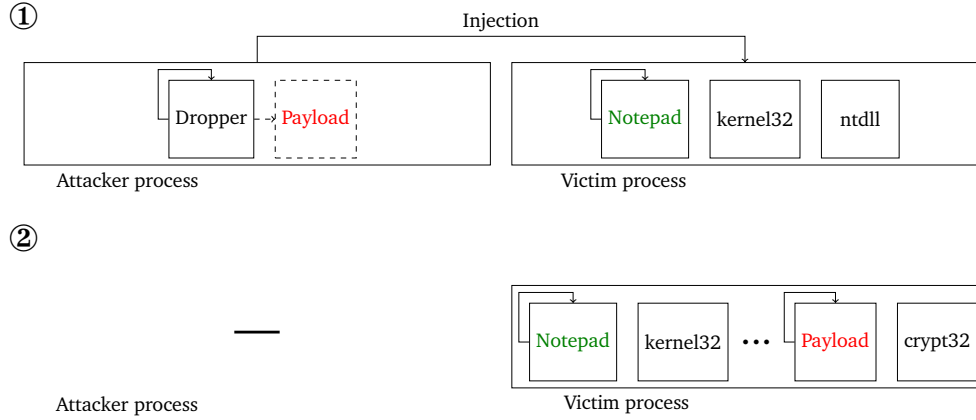 ①
Injection
Dropper
Payload
Notepad
kernel32
ntdll
Attacker process
Victim process
②
Notepad
kernel32
•••
Payload
crypt32
Attacker process
Victim process